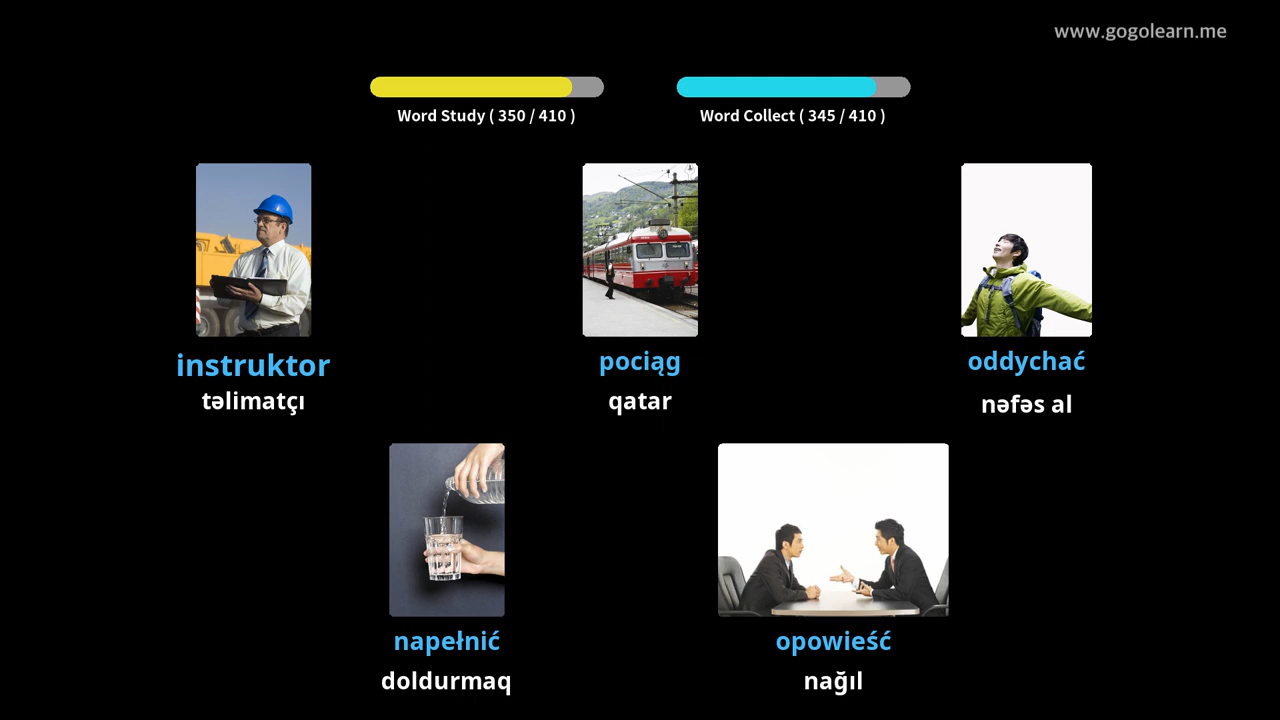 www.gogolearn.me
Word Study ( 350 / 410 )
Word Collect ( 345 / 410 )
instruktor
təlimatçı
pociąg
qatar
oddychać
nəfəs al
napełnić
doldurmaq
opowieść
nağıl